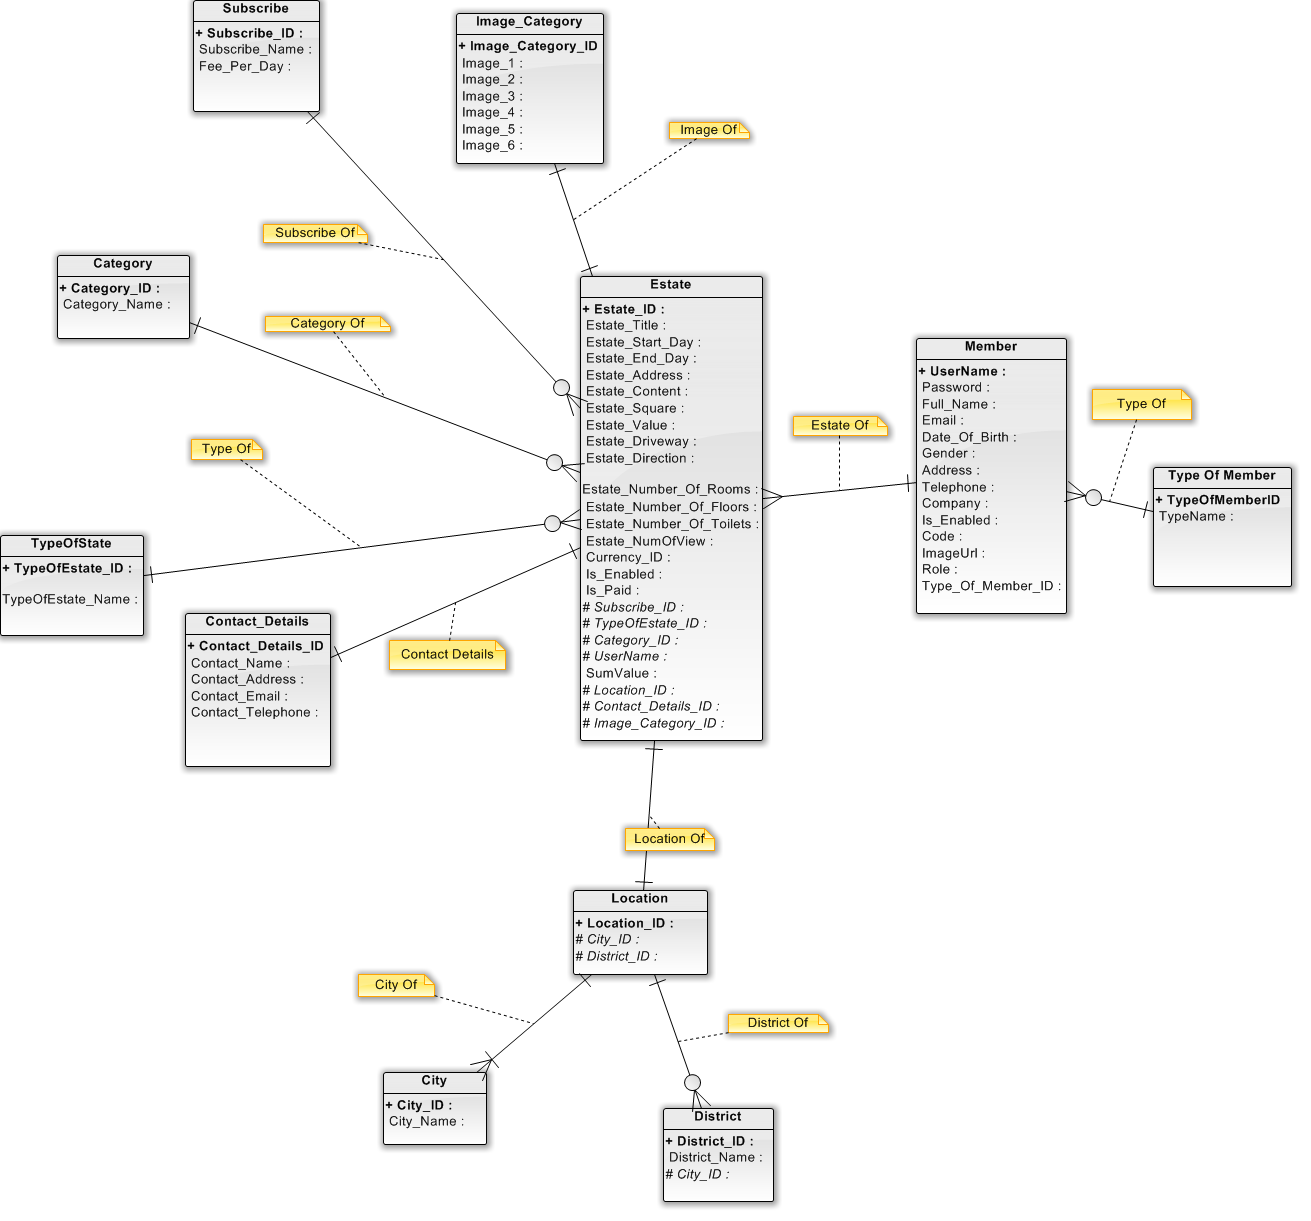 Subscribe
+ Subscribe_ID :
Subscribe_Name :
Fee_Per_Day :
Image_Category
+ Image_Category_ID
Image_1 :
Image_2 :
Image_3 :
Image_4 :
Image_5 :
Image_6 :
Image Of
Subscribe Of
Category
+ Category_ID :
Category_Name :
Category Of
Estate
+ Estate_ID :
Estate_Title :
Estate_Start_Day :
Estate_End_Day :
Estate_Address :
Estate_Content :
Estate_Square :
Estate_Value :
Estate_Driveway :
Estate_Direction :
Estate_Number_Of_Rooms :
Estate_Number_Of_Floors :
Estate_Number_Of_Toilets :
Estate_NumOfView :
Currency_ID :
Is_Enabled :
Is_Paid :
# Subscribe_ID :
# TypeOfEstate_ID :
# Category_ID :
# UserName :
SumValue :
# Location_ID :
# Contact_Details_ID :
# Image_Category_ID :
Estate Of
Member
+ UserName :
Password :
Full_Name :
Email :
Date_Of_Birth :
Gender :
Address :
Telephone :
Company :
Is_Enabled :
Code :
ImageUrl :
Role :
Type_Of_Member_ID :
Type Of
Type Of Member
+ TypeOfMemberID
TypeName :
Type Of
TypeOfState
+ TypeOfEstate_ID :
TypeOfEstate_Name :
Contact_Details
+ Contact_Details_ID
Contact_Name :
Contact_Address :
Contact_Email :
Contact_Telephone :
Contact Details
Location Of
Location
+ Location_ID :
# City_ID :
# District_ID :
City Of
District Of
City
+ City_ID :
City_Name :
District
+ District_ID :
District_Name :
# City_ID :